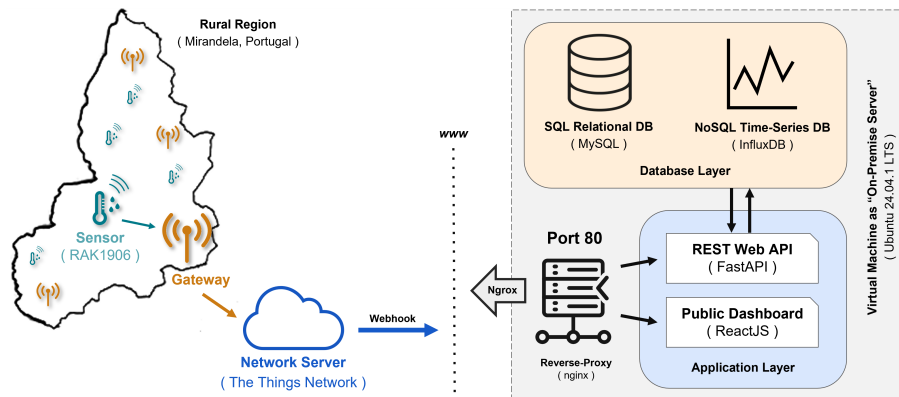 Rural Region
( Mirandela, Portugal )
Sensor
( RAK1906 )
Gateway
Network Server
( The Things Network )
Webhook
www
Ngrox
Port 80
Reverse-Proxy
( nginx )
SQL Relational DB
( MySQL )
NoSQL Time-Series DB
( InfluxDB )
Database Layer
REST Web API
( FastAPI )
Public Dashboard
( ReactJS )
Application Layer
Virtual Machine as “On-Premise Server”
( Ubuntu 24.04.1 LTS )